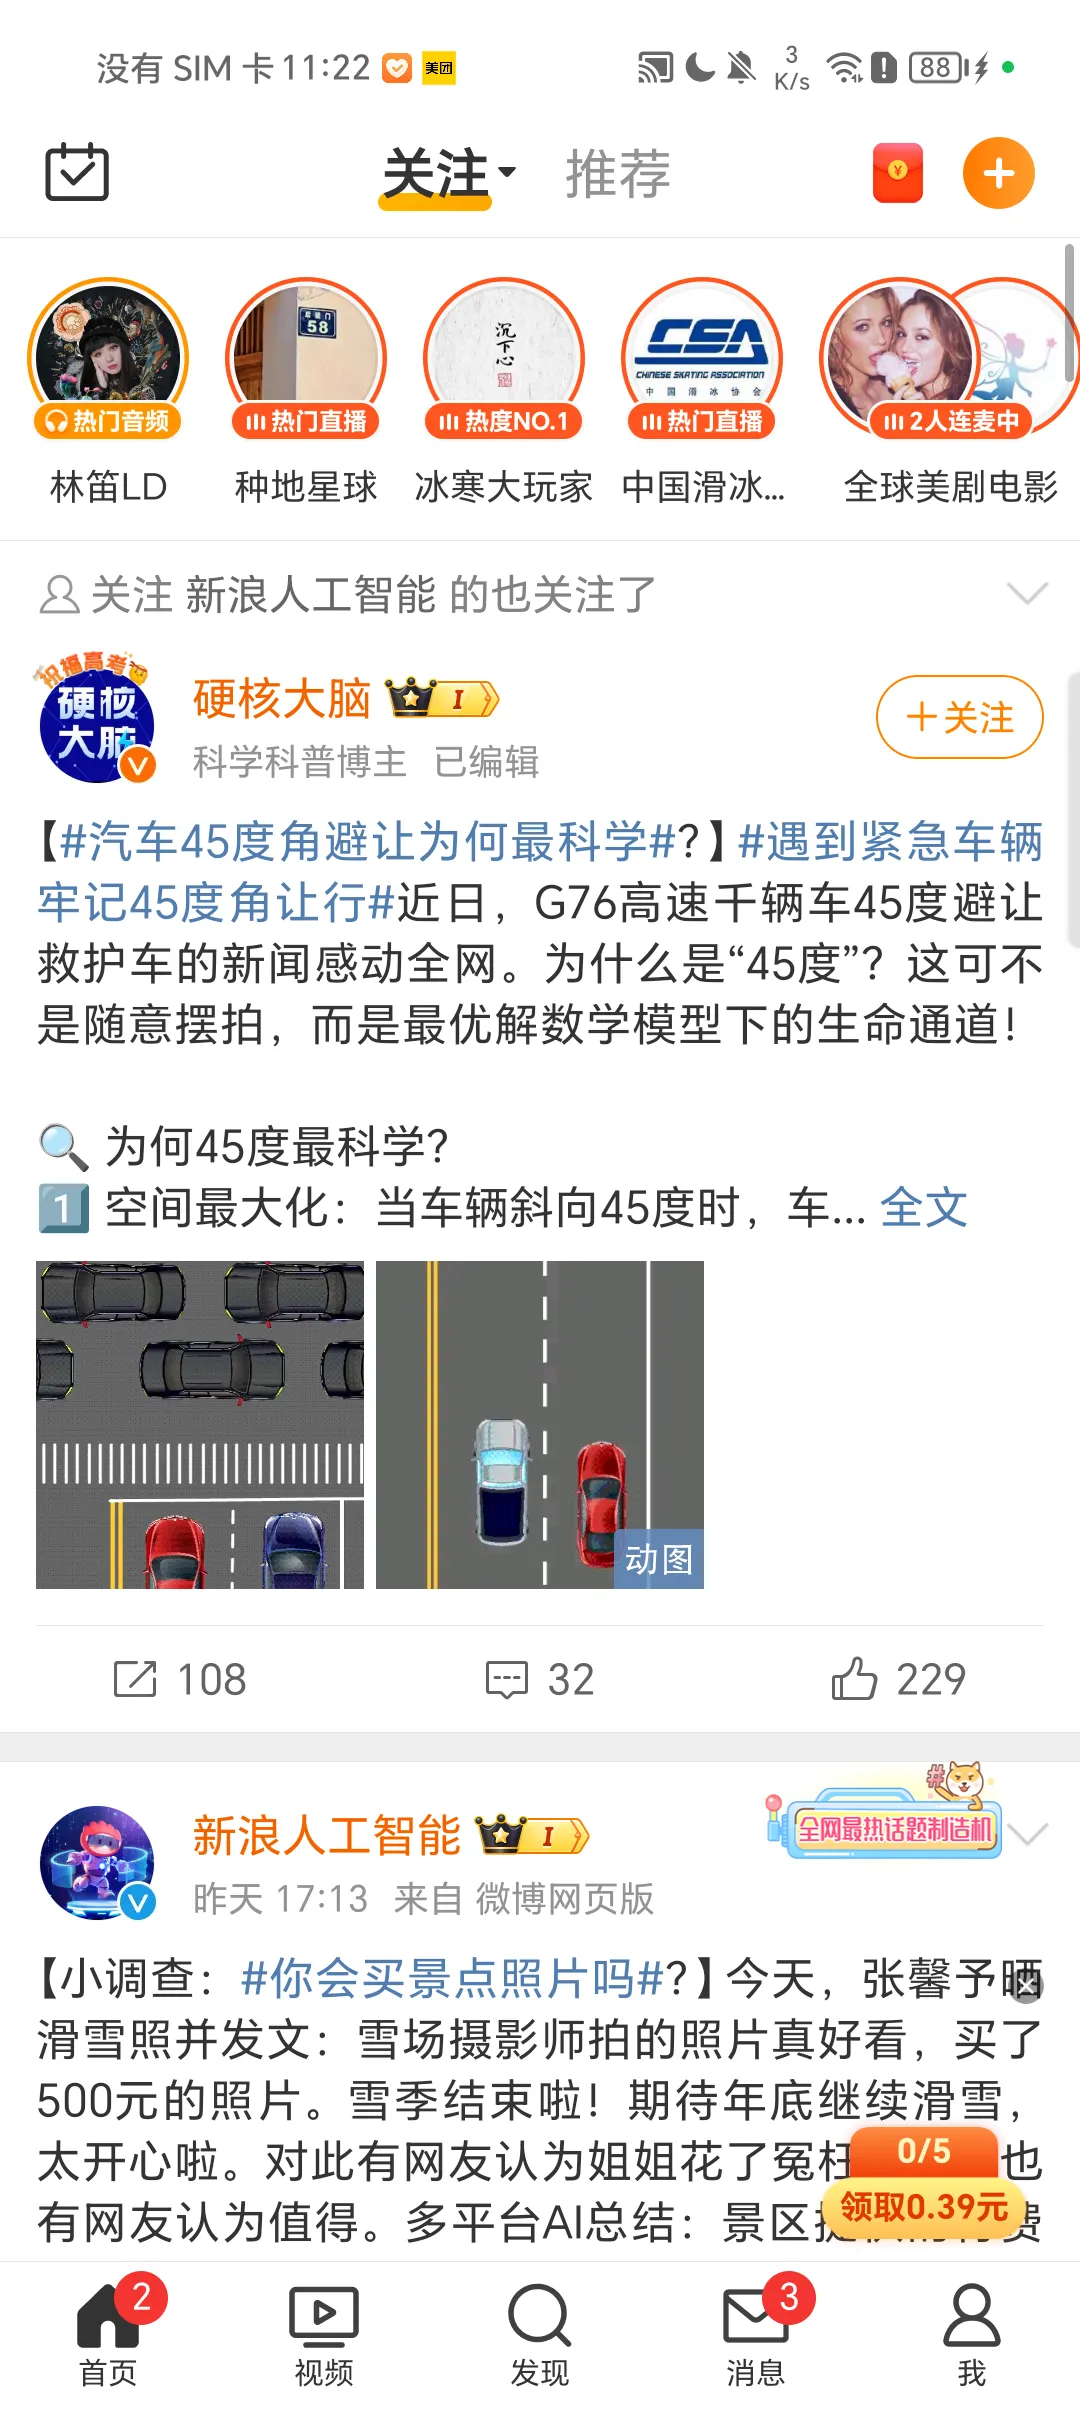 没有 SIM 卡 11:22 美团 3 K/s 88
关注 推荐
后浪门 58 沉下心 CSA CHINESE SKATING ASSOCIATION 中国滑冰协会
热门音频 热门直播 热度NO.1 热门直播 2人连麦中
林笛LD 种地星球 冰寒大玩家 中国滑冰... 全球美剧电影
关注 新浪人工智能 的也关注了
祝福高考
硬核大脑
硬核大脑 I
+关注
科学科普博主 已编辑
【#汽车45度角避让为何最科学#?】#遇到紧急车辆
牢记45度角让行#近日，G76高速千辆车45度避让
救护车的新闻感动全网。为什么是“45度”？这可不
是随意摆拍，而是最优解数学模型下的生命通道！
为何45度最科学？
1 空间最大化：当车辆斜向45度时，车... 全文
动图
108 32 229
新浪人工智能 I
# 全网最热话题制造机
昨天 17:13 来自 微博网页版
【小调查：#你会买景点照片吗#?】今天，张馨予晒
滑雪照并发文：雪场摄影师拍的照片真好看，买了
500元的照片。雪季结束啦！期待年底继续滑雪，
太开心啦。对此有网友认为姐姐花了冤枉 也
0/5
有网友认为值得。多平台AI总结：景区 费
领取0.39元
2 3
首页 视频 发现 消息 我